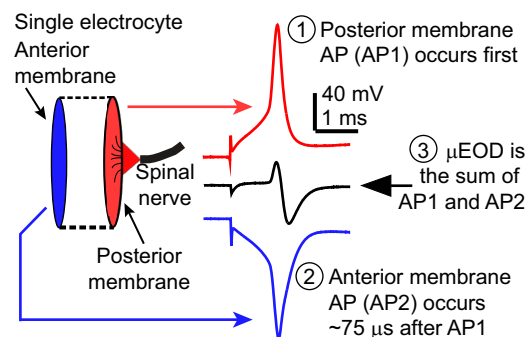 Single electrocyte
Anterior
membrane
Spinal
nerve
Posterior
membrane
1 Posterior membrane
AP (AP1) occurs first
40 mV
1 ms
3 μEOD is
the sum of
AP1 and AP2
2 Anterior membrane
AP (AP2) occurs
~75 μs after AP1